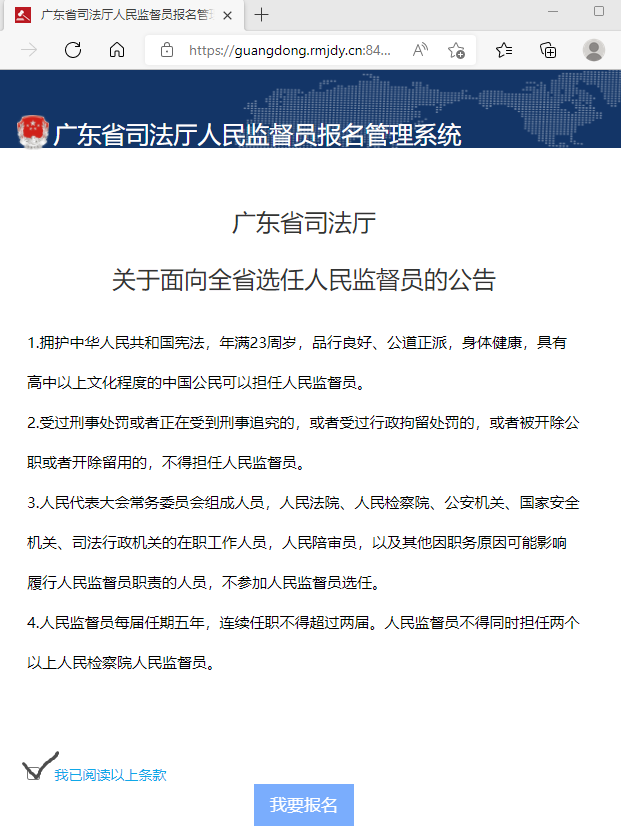 广东省司法厅人民监督员报名管
https://guangdong.rmjdy.cn:84...
广东省司法厅人民监督员报名管理系统
广东省司法厅
关于面向全省选任人民监督员的公告
1.拥护中华人民共和国宪法，年满23周岁，品行良好、公道正派，身体健康，具有
高中以上文化程度的中国公民可以担任人民监督员。
2.受过刑事处罚或者正在受到刑事追究的，或者受过行政拘留处罚的，或者被开除公
职或者开除留用的，不得担任人民监督员。
3.人民代表大会常务委员会组成人员，人民法院、人民检察院、公安机关、国家安全
机关、司法行政机关的在职工作人员，人民陪审员，以及其他因职务原因可能影响
履行人民监督员职责的人员，不参加人民监督员选任。
4.人民监督员每届任期五年，连续任职不得超过两届。人民监督员不得同时担任两个
以上人民检察院人民监督员。
我已阅读以上条款
我要报名